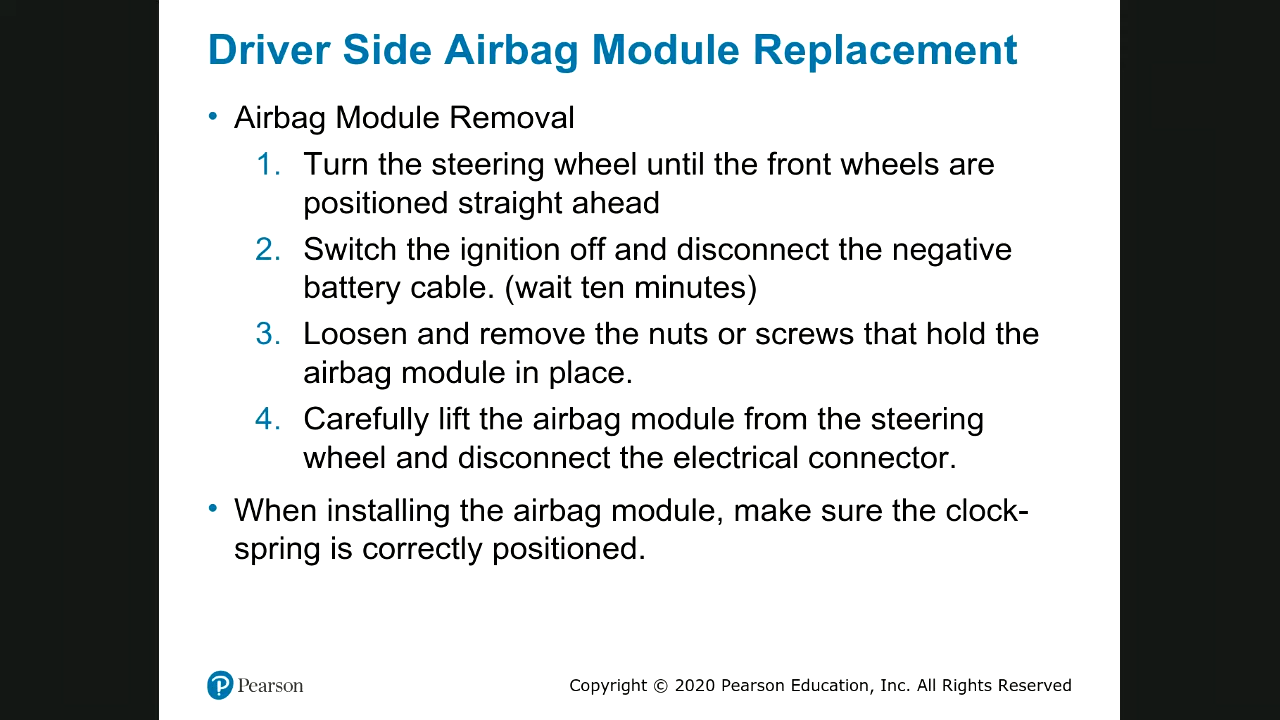 Driver Side Airbag Module Replacement
• Airbag Module Removal
1. Turn the steering wheel until the front wheels are
positioned straight ahead
2. Switch the ignition off and disconnect the negative
battery cable. (wait ten minutes)
3. Loosen and remove the nuts or screws that hold the
airbag module in place.
4. Carefully lift the airbag module from the steering
wheel and disconnect the electrical connector.
• When installing the airbag module, make sure the clock-
spring is correctly positioned.
Pearson
Copyright © 2020 Pearson Education, Inc. All Rights Reserved